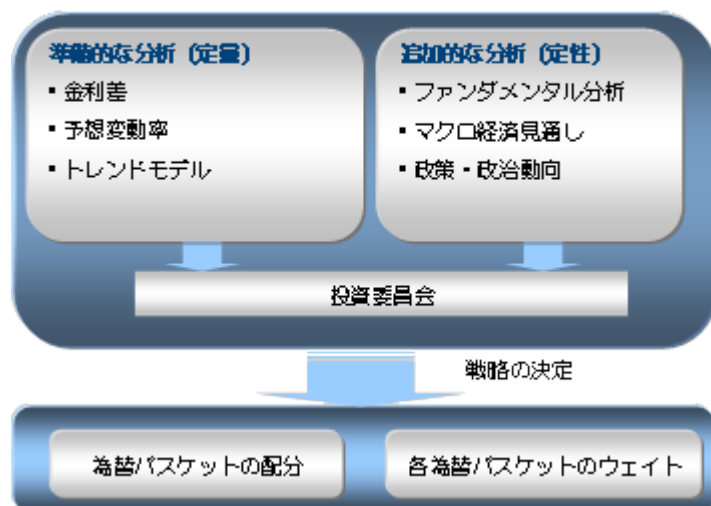 準備的な分析（定量）
▪ 金利差
▪ 予想変動率
▪ トレンドモデル
追加的な分析（定性）
▪ ファンダメンタル分析
▪ マクロ経済見通し
▪ 政策・政治動向
投資委員会
戦略の決定
為替バスケットの配分
各為替バスケットのウェイト